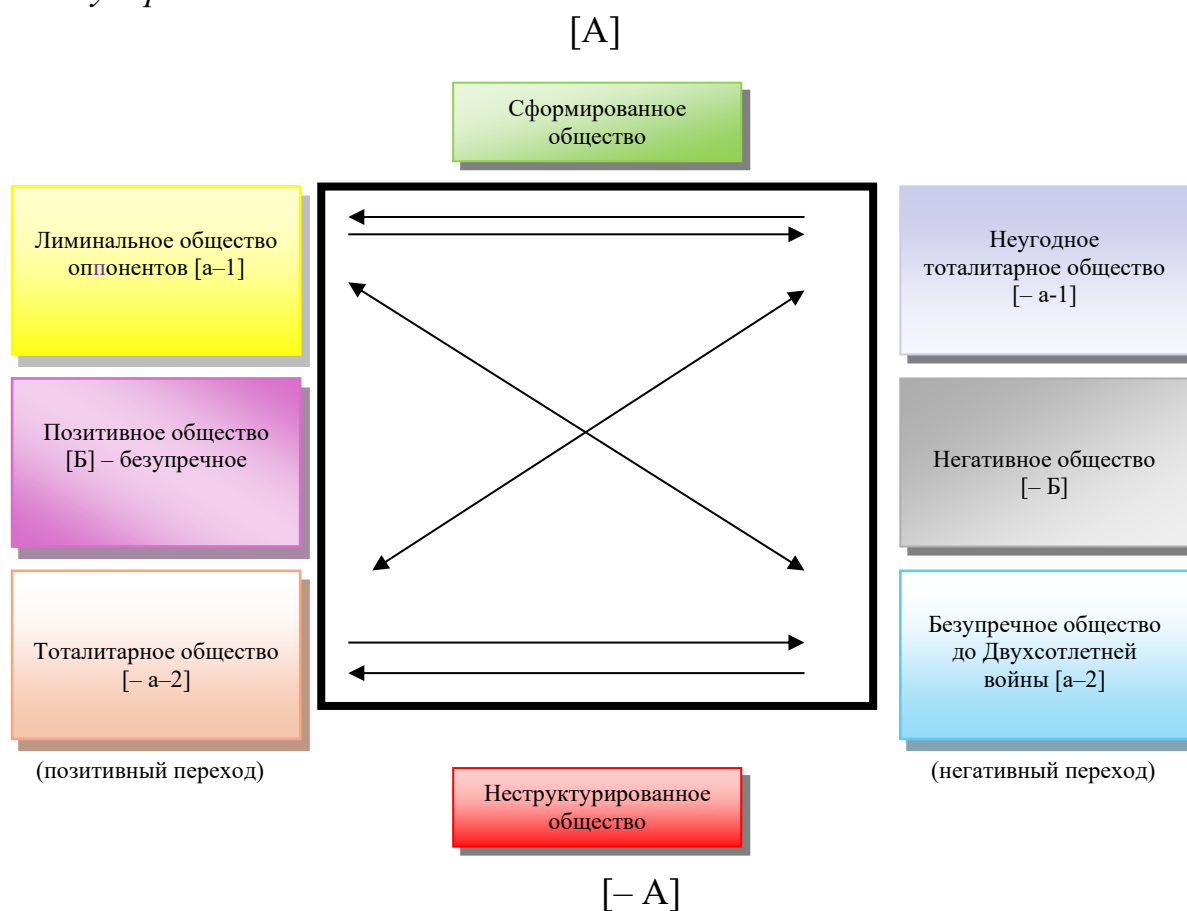 [А]
Сформированное
общество
Лиминальное общество
оппонентов [а–1]
Неугодное
тоталитарное общество
[– а-1]
Позитивное общество
[Б] – безупречное
Негативное общество
[– Б]
Тоталитарное общество
[– а–2]
Безупречное общество
до Двухсотлетней
войны [а–2]
(позитивный переход)
(негативный переход)
Неструктурированное
общество
[– А]